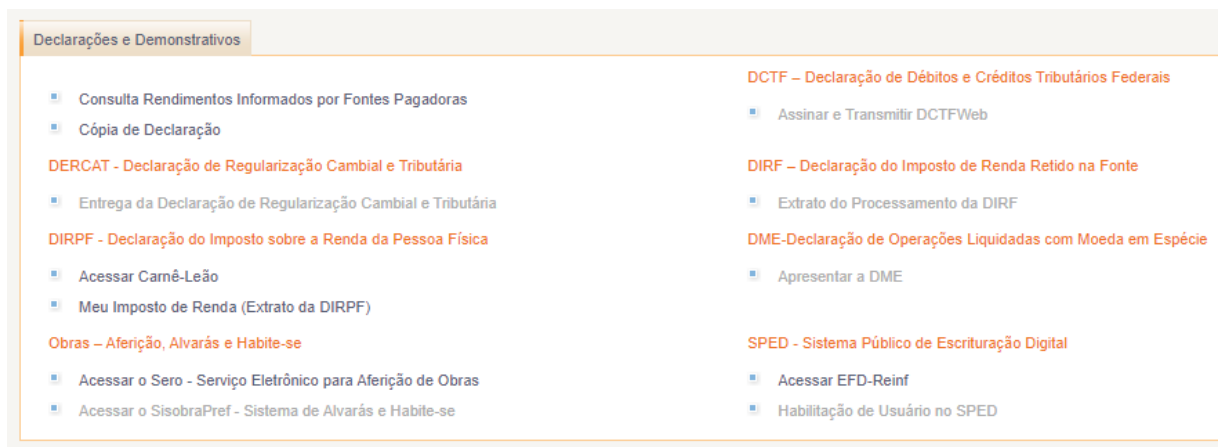 Declarações e Demonstrativos
Consulta Rendimentos Informados por Fontes Pagadoras
Cópia de Declaração
DERCAT - Declaração de Regularização Cambial e Tributária
Entrega da Declaração de Regularização Cambial e Tributária
DIRPF - Declaração do Imposto sobre a Renda da Pessoa Física
Acessar Carnê-Leão
Meu Imposto de Renda (Extrato da DIRPF)
Obras – Aferição, Alvarás e Habite-se
Acessar o Sero - Serviço Eletrônico para Aferição de Obras
Acessar o SisobraPref - Sistema de Alvarás e Habite-se
DCTF – Declaração de Débitos e Créditos Tributários Federais
Assinar e Transmitir DCTFWeb
DIRF – Declaração do Imposto de Renda Retido na Fonte
Extrato do Processamento da DIRF
DME-Declaração de Operações Liquidadas com Moeda em Espécie
Apresentar a DME
SPED - Sistema Público de Escrituração Digital
Acessar EFD-Reinf
Habilitação de Usuário no SPED